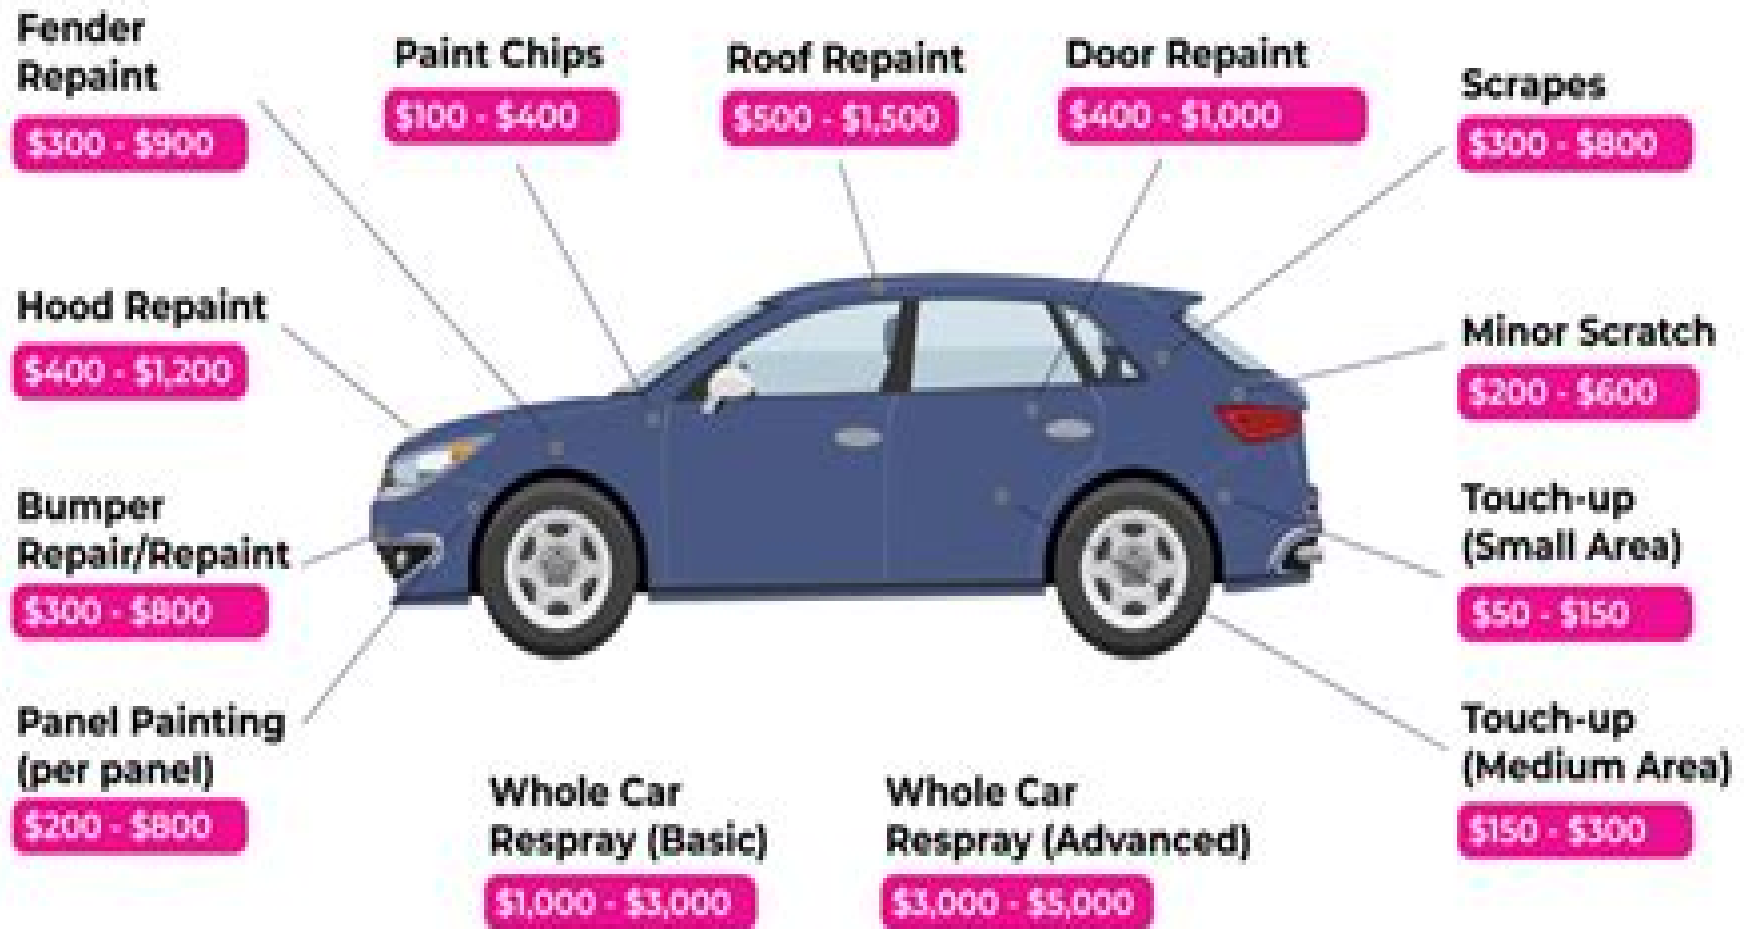 Fender
Repaint
$300 - $900
Paint Chips
$100 - $400
Roof Repaint
$500 - $1,500
Door Repaint
$400 - $1,000
Scrapes
$300 - $800
Hood Repaint
$400 - $1,200
Minor Scratch
$200 - $600
Bumper
Repair/Repaint
$300 - $800
Touch-up
(Small Area)
$50 - $150
Panel Painting
(per panel)
$200 - $800
Touch-up
(Medium Area)
$150 - $300
Whole Car
Respray (Basic)
$1,000 - $3,000
Whole Car
Respray (Advanced)
$3,000 - $5,000